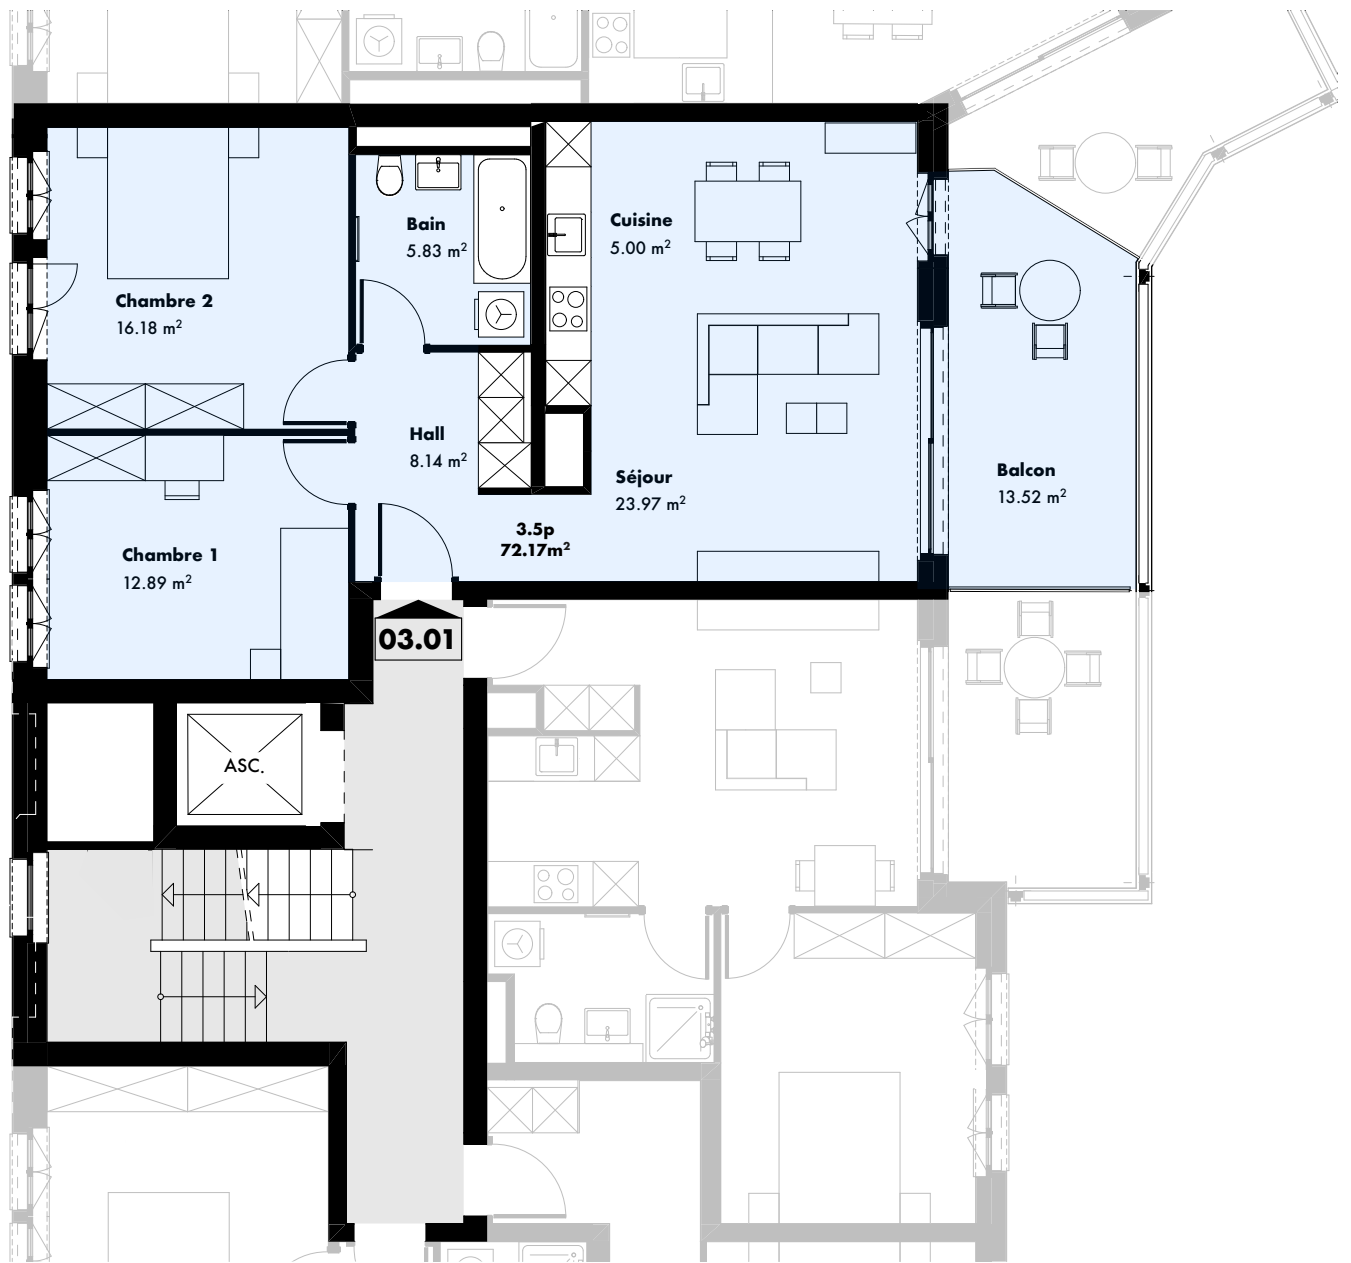 Bain
5.83 m²
Cuisine
5.00 m²
Chambre 2
16.18 m²
Hall
8.14 m²
Séjour
23.97 m²
Balcon
13.52 m²
3.5p
72.17m²
Chambre 1
12.89 m²
03.01
ASC.